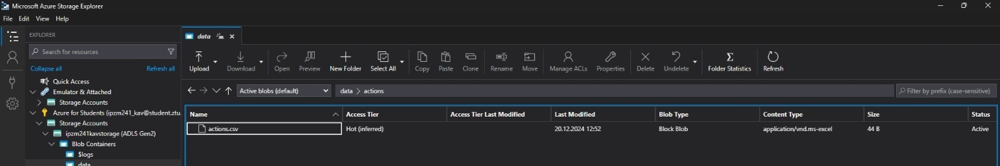 Microsoft Azure Storage Explorer
File Edit View Help
EXPLORER
Search for resources
Collapse all Refresh all
Quick Access
Emulator & Attached
Storage Accounts
Azure for Students (ipzm241_kav@student.ztu.
Storage Accounts
ipzm241kavstorage (ADLS Gen2)
Blob Containers
$logs
data
data
Upload Download Open Preview New Folder Select All Copy Paste Clone Rename Move Manage ACLs Properties Delete Undelete Folder Statistics Refresh
Active blobs (default) data > actions Filter by prefix (case-sensitive)
Name Access Tier Access Tier Last Modified Last Modified Blob Type Content Type Size Status
actions.csv Hot (inferred) 20.12.2024 12:52 Block Blob application/vnd.ms-excel 44 B Active